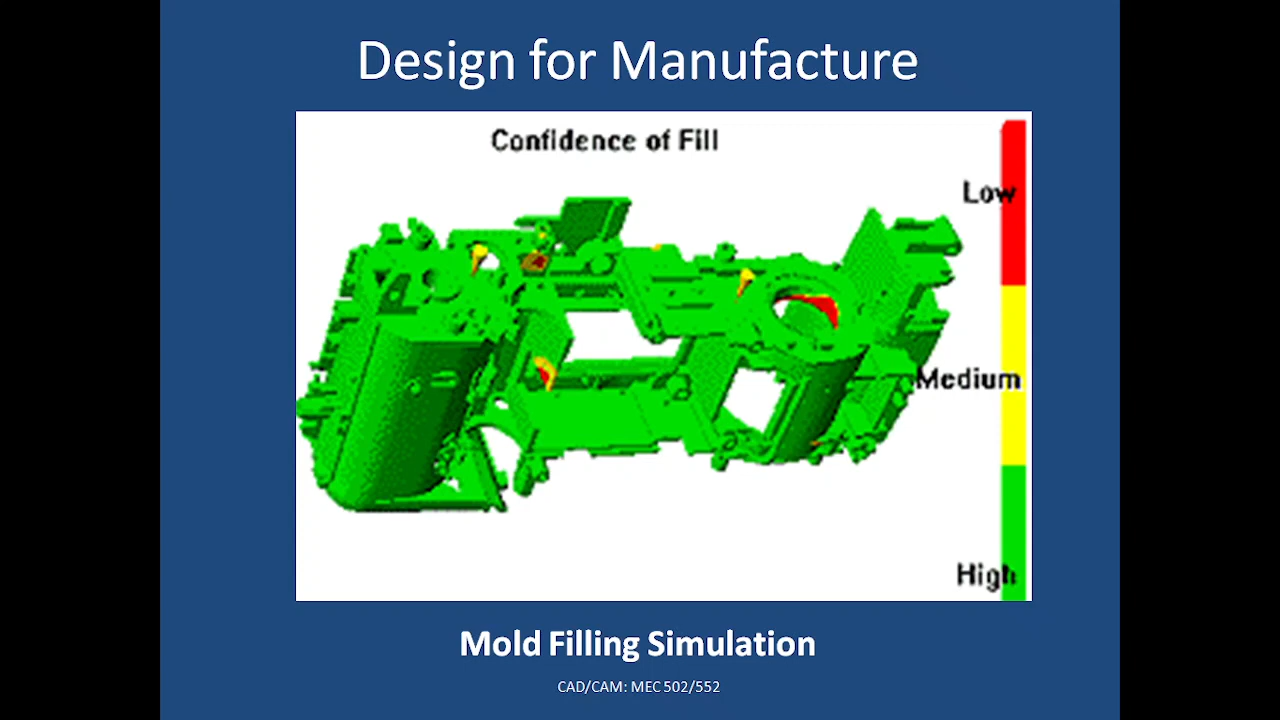 Design for Manufacture
Confidence of Fill
Low
Medium
High
Mold Filling Simulation
CAD/CAM: MEC 502/552